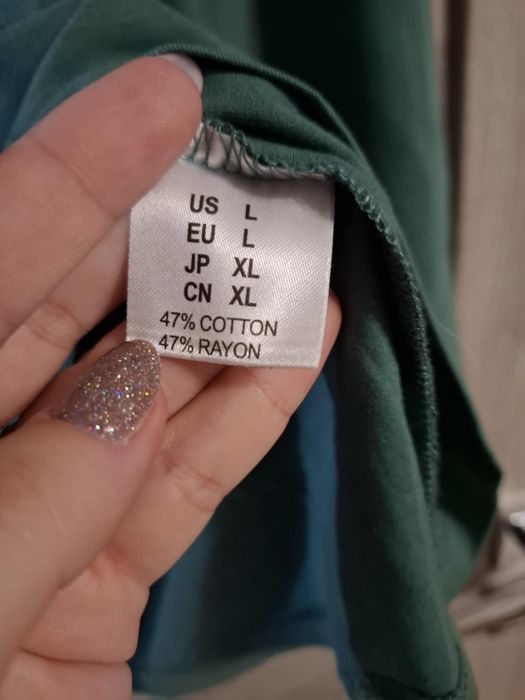 US L
EU L
JP XL
CN XL
47% COTTON
47% RAYON